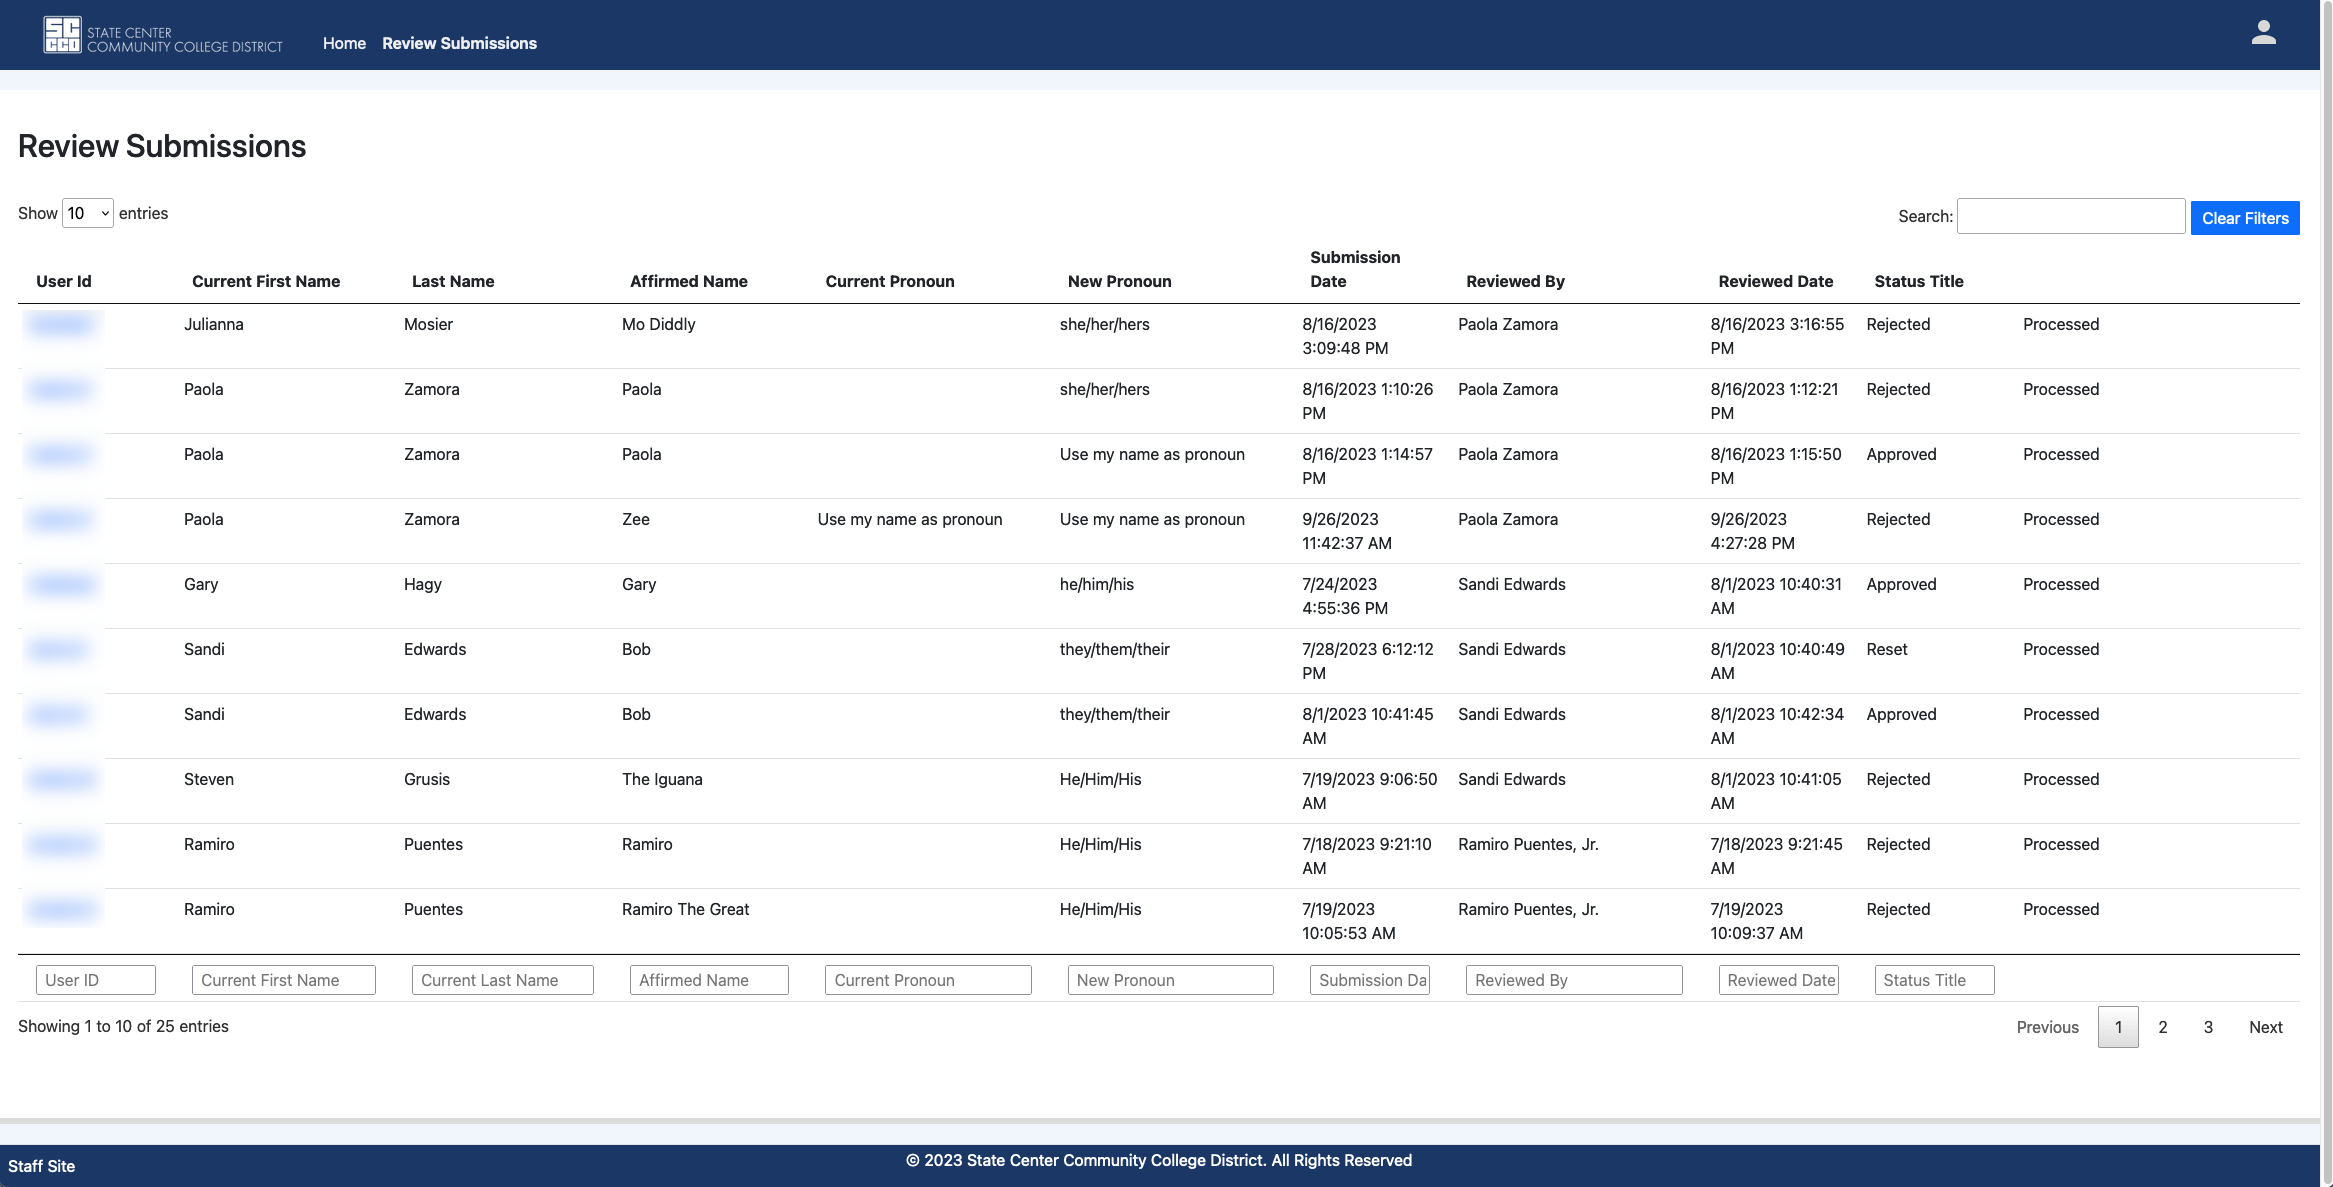 SC
CCD
STATE CENTER
COMMUNITY COLLEGE DISTRICT
Home Review Submissions
Review Submissions
Show 10 entries
Search: Clear Filters
User Id Current First Name Last Name Affirmed Name Current Pronoun New Pronoun Submission Date Reviewed By Reviewed Date Status Title
Julianna Mosier Mo Diddly she/her/hers 8/16/2023 3:09:48 PM Paola Zamora 8/16/2023 3:16:55 PM Rejected Processed
Paola Zamora Paola she/her/hers 8/16/2023 1:10:26 PM Paola Zamora 8/16/2023 1:12:21 PM Rejected Processed
Paola Zamora Paola Use my name as pronoun 8/16/2023 1:14:57 PM Paola Zamora 8/16/2023 1:15:50 PM Approved Processed
Paola Zamora Zee Use my name as pronoun Use my name as pronoun 9/26/2023 11:42:37 AM Paola Zamora 9/26/2023 4:27:28 PM Rejected Processed
Gary Hagy Gary he/him/his 7/24/2023 4:55:36 PM Sandi Edwards 8/1/2023 10:40:31 AM Approved Processed
Sandi Edwards Bob they/them/their 7/28/2023 6:12:12 PM Sandi Edwards 8/1/2023 10:40:49 AM Reset Processed
Sandi Edwards Bob they/them/their 8/1/2023 10:41:45 AM Sandi Edwards 8/1/2023 10:42:34 AM Approved Processed
Steven Grusis The Iguana He/Him/His 7/19/2023 9:06:50 AM Sandi Edwards 8/1/2023 10:41:05 AM Rejected Processed
Ramiro Puentes Ramiro He/Him/His 7/18/2023 9:21:10 AM Ramiro Puentes, Jr. 7/18/2023 9:21:45 AM Rejected Processed
Ramiro Puentes Ramiro The Great He/Him/His 7/19/2023 10:05:53 AM Ramiro Puentes, Jr. 7/19/2023 10:09:37 AM Rejected Processed
User ID Current First Name Current Last Name Affirmed Name Current Pronoun New Pronoun Submission Da Reviewed By Reviewed Date Status Title
Showing 1 to 10 of 25 entries
Previous 1 2 3 Next
Staff Site
© 2023 State Center Community College District. All Rights Reserved